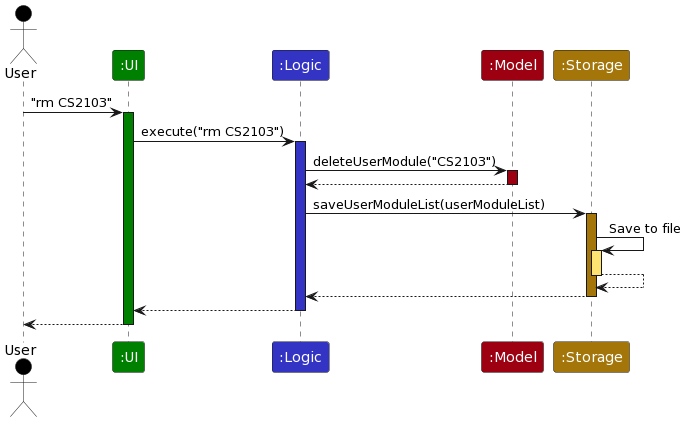 User
:UI
:Logic
:Model
:Storage
"rm CS2103"
execute("rm CS2103")
deleteUserModule("CS2103")
saveUserModuleList(userModuleList)
Save to file
User
:UI
:Logic
:Model
:Storage